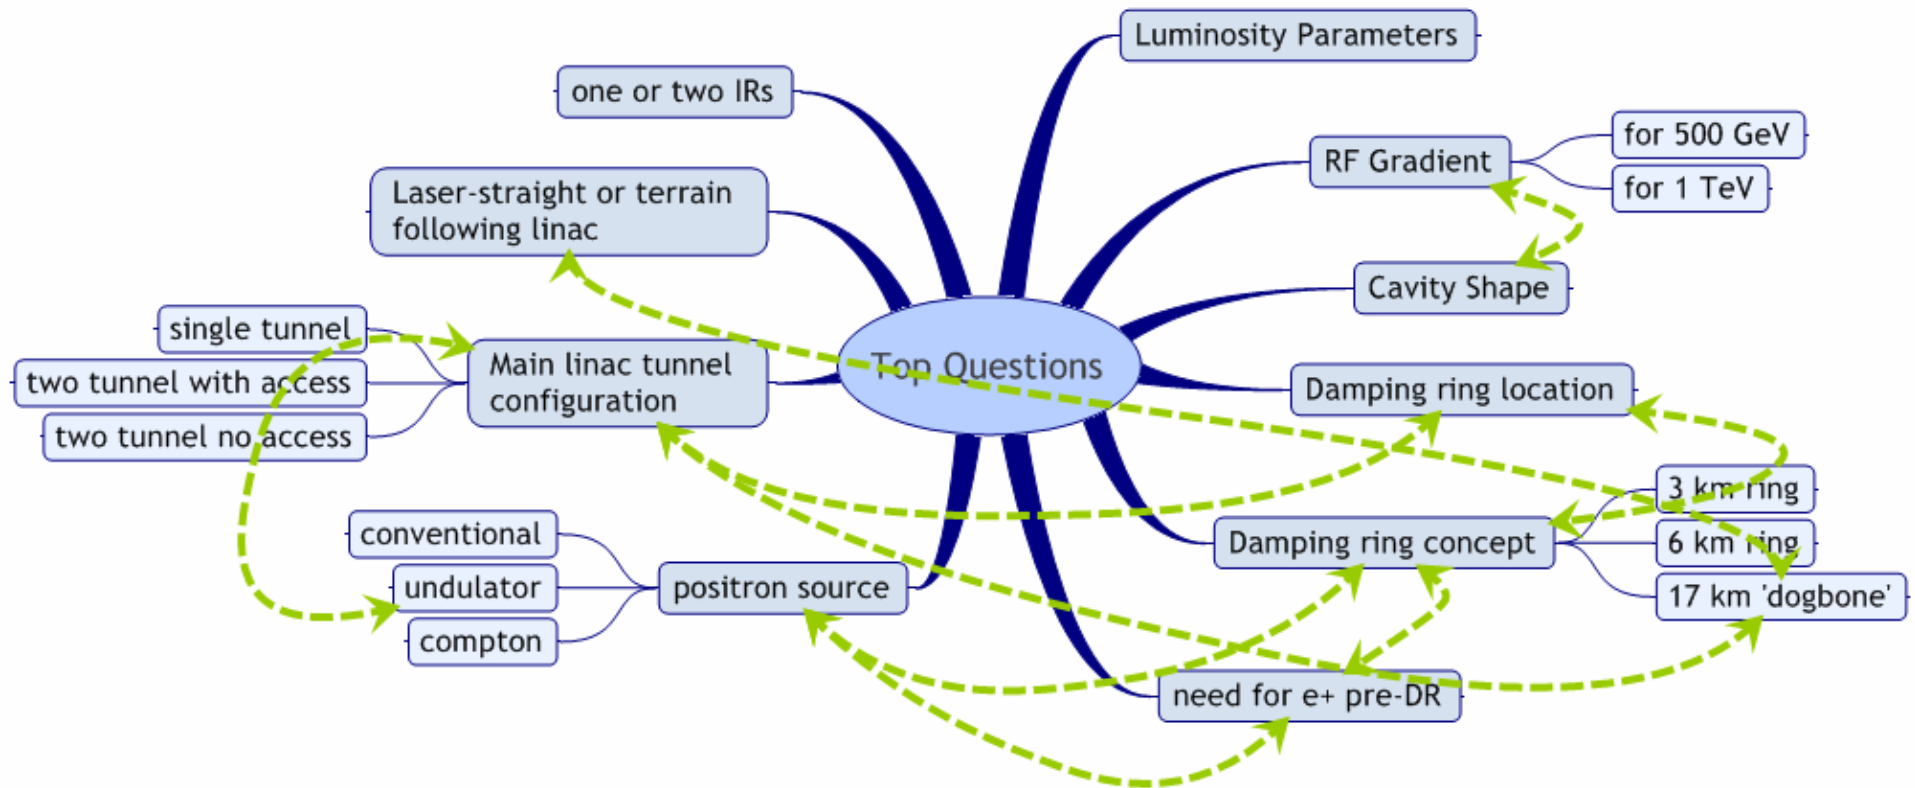 Luminosity Parameters
one or two IRs
for 500 GeV
RF Gradient
for 1 TeV
Laser-straight or terrain
following linac
Cavity Shape
single tunnel
Main linac tunnel
configuration
two tunnel with access
two tunnel no access
Top Questions
Damping ring location
3 km ring
Damping ring concept
6 km ring
17 km 'dogbone'
conventional
undulator
positron source
compton
need for e+ pre-DR